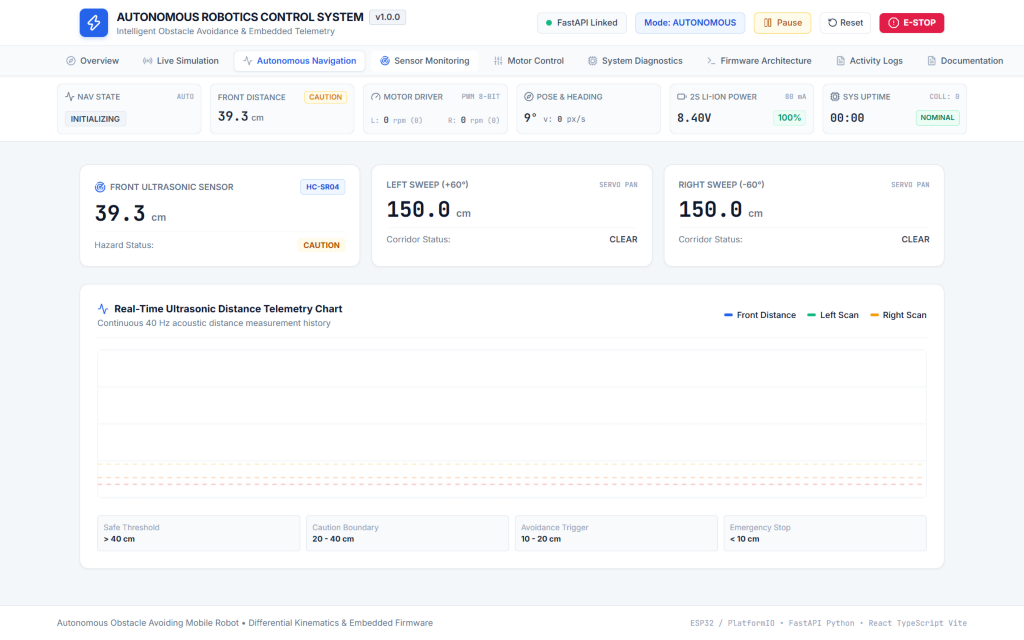 AUTONOMOUS ROBOTICS CONTROL SYSTEM v1.0.0
Intelligent Obstacle Avoidance & Embedded Telemetry
FastAPI Linked
Mode: AUTONOMOUS
Pause
Reset
E-STOP
Overview
Live Simulation
Autonomous Navigation
Sensor Monitoring
Motor Control
System Diagnostics
Firmware Architecture
Activity Logs
Documentation
NAV STATE AUTO
INITIALIZING
FRONT DISTANCE CAUTION
39.3 cm
MOTOR DRIVER PWM 8-BIT
L: 0 rpm (0) R: 0 rpm (0)
POSE & HEADING
9° v: 0 px/s
2S LI-ION POWER 80 mA
8.40V 100%
SYS UPTIME COLL: 0
00:00 NOMINAL
FRONT ULTRASONIC SENSOR HC-SR04
39.3 cm
Hazard Status: CAUTION
LEFT SWEEP (+60°) SERVO PAN
150.0 cm
Corridor Status: CLEAR
RIGHT SWEEP (-60°) SERVO PAN
150.0 cm
Corridor Status: CLEAR
Real-Time Ultrasonic Distance Telemetry Chart
Continuous 40 Hz acoustic distance measurement history
Front Distance Left Scan Right Scan
Safe Threshold
> 40 cm
Caution Boundary
20 - 40 cm
Avoidance Trigger
10 - 20 cm
Emergency Stop
< 10 cm
Autonomous Obstacle Avoiding Mobile Robot • Differential Kinematics & Embedded Firmware
ESP32 / PlatformIO • FastAPI Python • React TypeScript Vite